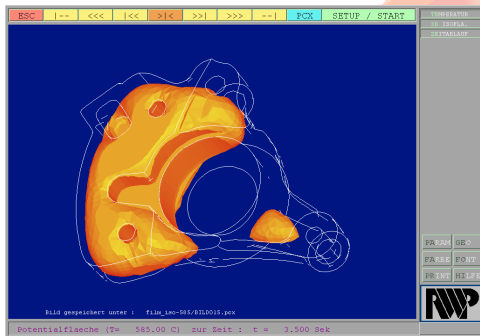 ESC |-- <<< |<< >|< >>| >>> --| PCX SETUP / START
TEMPERATUR
3D ISOFLA.
ZEITABLAUF
PARAM GEO
FARBE FONT
PRINT HILFE
RWP
Bild gespeichert unter : film_iso-585/BILD015.pcx
Potentialflaeche (T= 585.00 C) zur Zeit : t = 3.500 Sek